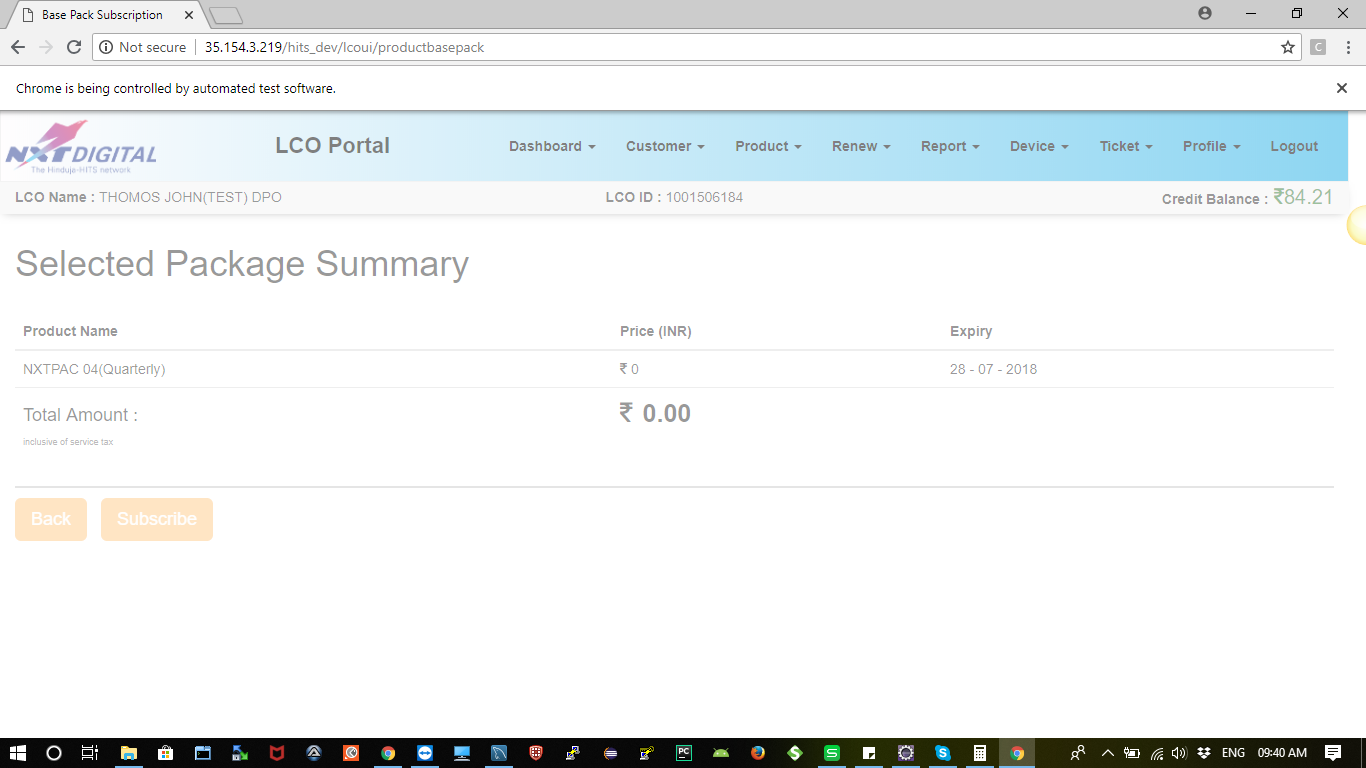 Base Pack Subscription
Not secure 35.154.3.219/hits_dev/lcoui/productbasepack
C
Chrome is being controlled by automated test software.
NXTDIGITAL
The Hinduja-HITS network
LCO Portal
Dashboard Customer Product Renew Report Device Ticket Profile Logout
LCO Name : THOMOS JOHN(TEST) DPO LCO ID : 1001506184 Credit Balance : ₹84.21
Selected Package Summary
Product Name Price (INR) Expiry
NXTPAC 04(Quarterly) ₹ 0 28 - 07 - 2018
Total Amount : ₹ 0.00
inclusive of service tax
Back Subscribe
PC S S ENG 09:40 AM